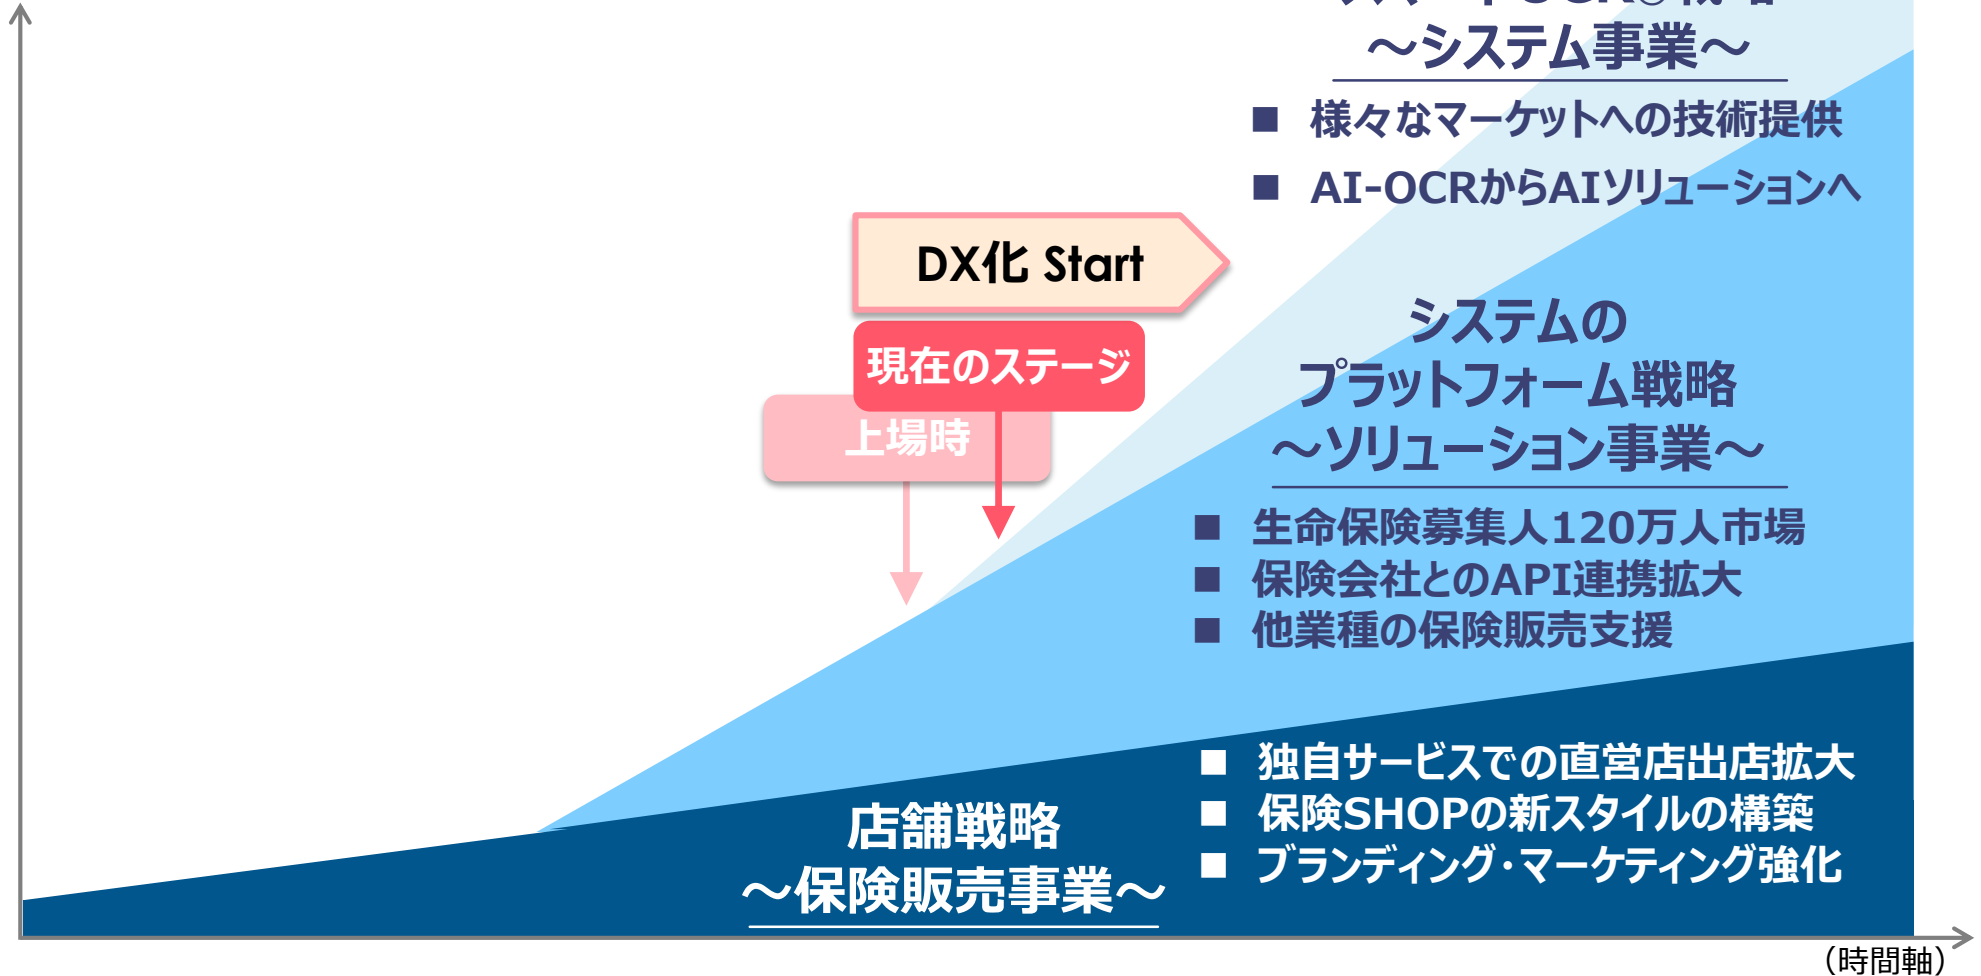 ～システム事業～
■ 様々なマーケットへの技術提供
■ AI-OCRからAIソリューションへ
DX化 Start
現在のステージ
上場時
システムの
プラットフォーム戦略
～ソリューション事業～
■ 生命保険募集人120万人市場
■ 保険会社とのAPI連携拡大
■ 他業種の保険販売支援
店舗戦略
～保険販売事業～
■ 独自サービスでの直営店出店拡大
■ 保険SHOPの新スタイルの構築
■ ブランディング・マーケティング強化
（時間軸）